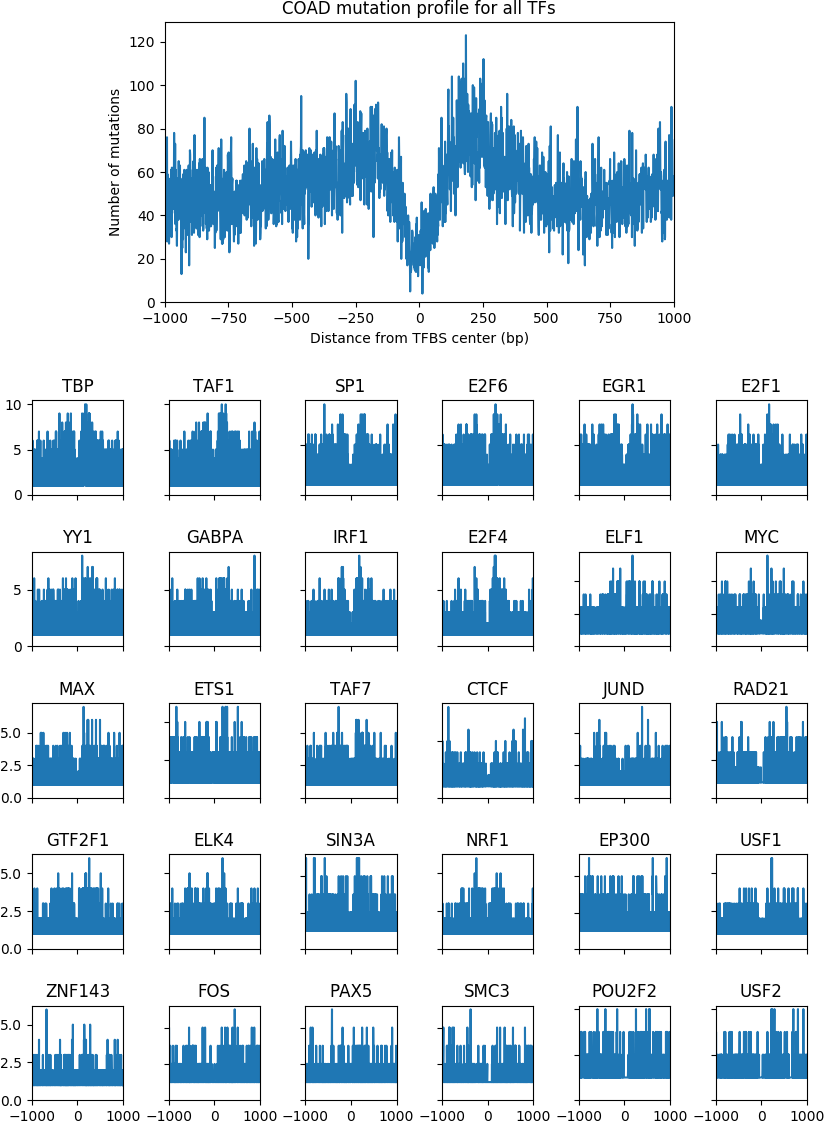 COAD mutation profile for all TFs
Number of mutations
120
100
80
60
40
20
0
−1000 −750 −500 −250 0 250 500 750 1000
Distance from TFBS center (bp)
TBP TAF1 SP1 E2F6 EGR1 E2F1
10
5
0
YY1 GABPA IRF1 E2F4 ELF1 MYC
5
0
MAX ETS1 TAF7 CTCF JUND RAD21
5.0
2.5
0.0
GTF2F1 ELK4 SIN3A NRF1 EP300 USF1
5.0
2.5
0.0
ZNF143 FOS PAX5 SMC3 POU2F2 USF2
5.0
2.5
0.0
−1000 0 1000 −1000 0 1000 −1000 0 1000 −1000 0 1000 −1000 0 1000 −1000 0 1000